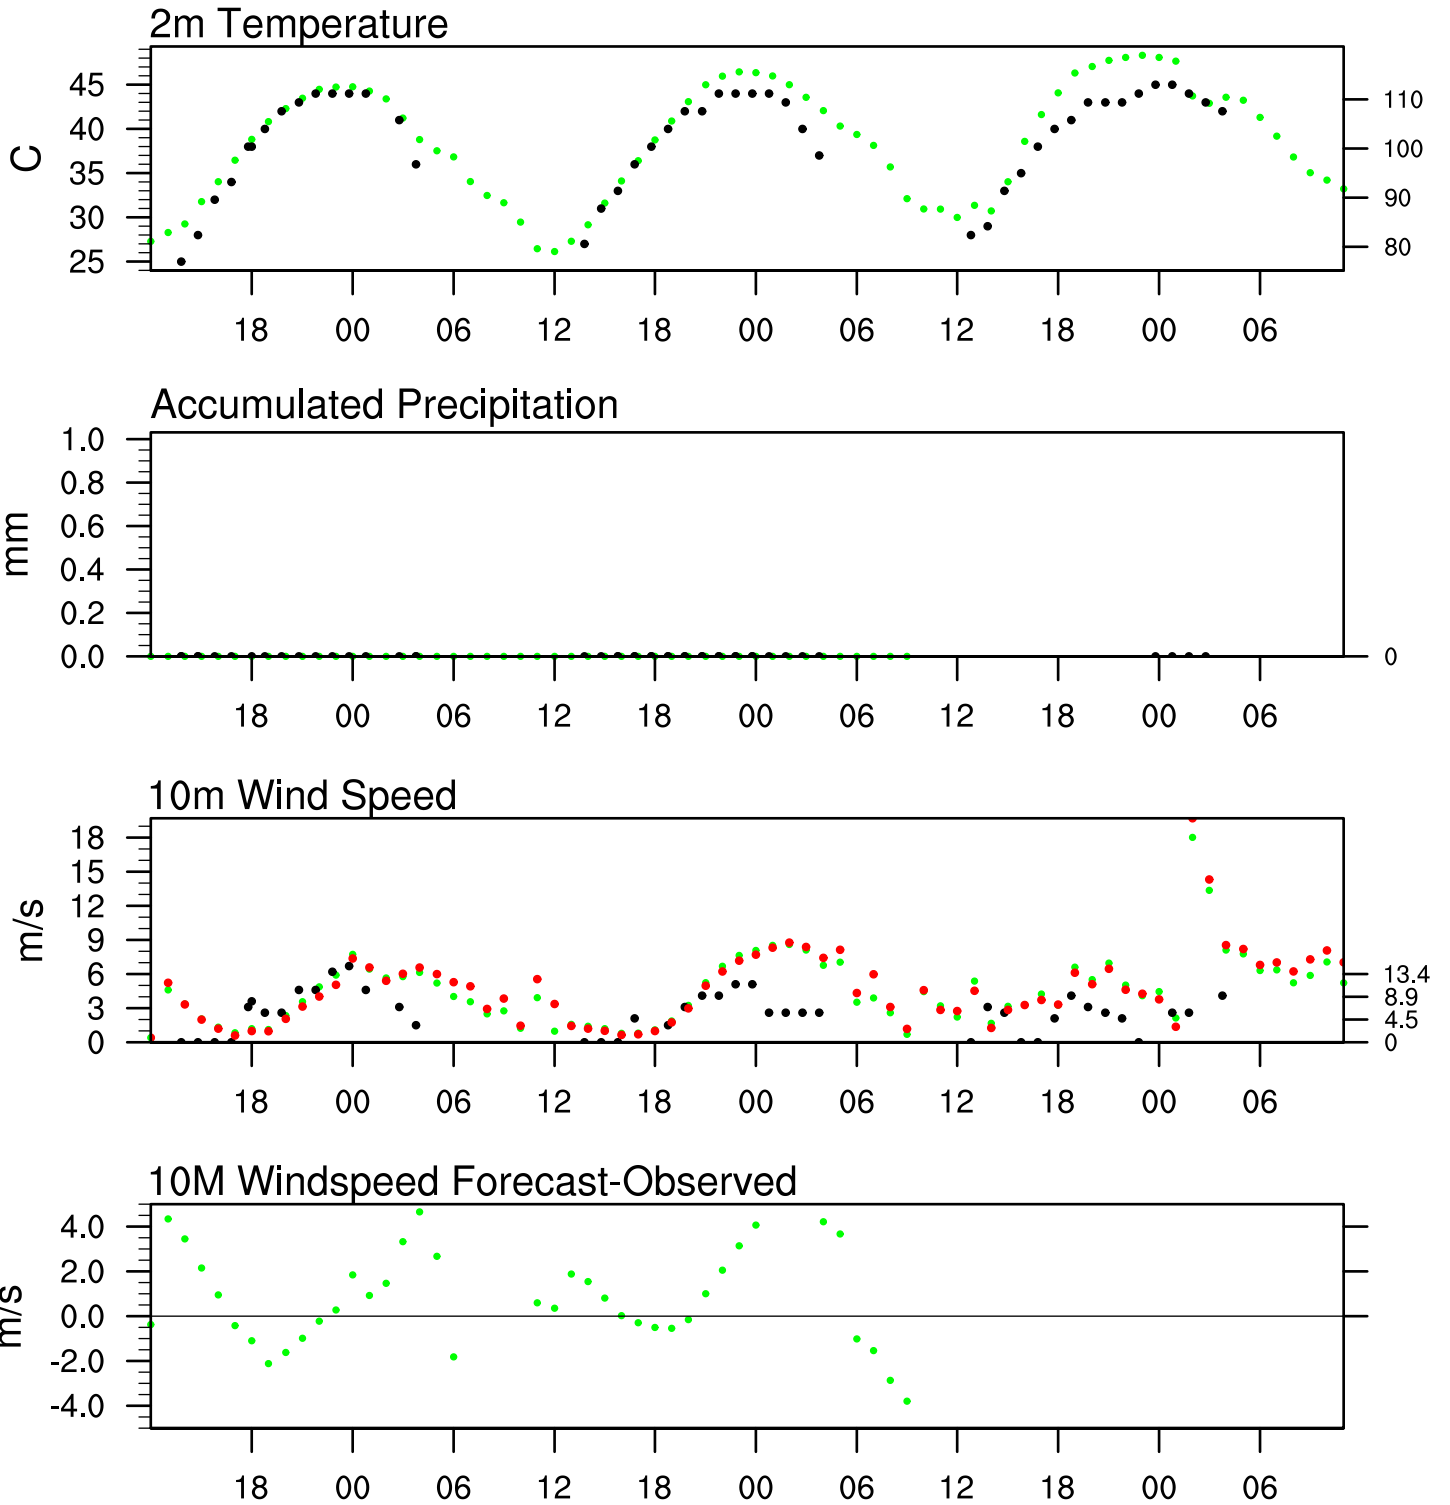 2m Temperature
45
40
35
30
25
C
110
100
90
80
18 00 06 12 18 00 06 12 18 00 06
Accumulated Precipitation
1.0
0.8
0.6
0.4
0.2
0.0
mm
0
18 00 06 12 18 00 06 12 18 00 06
10m Wind Speed
18
15
12
9
6
3
0
m/s
13.4
8.9
4.5
0
18 00 06 12 18 00 06 12 18 00 06
10M Windspeed Forecast-Observed
4.0
2.0
0.0
-2.0
-4.0
m/s
18 00 06 12 18 00 06 12 18 00 06